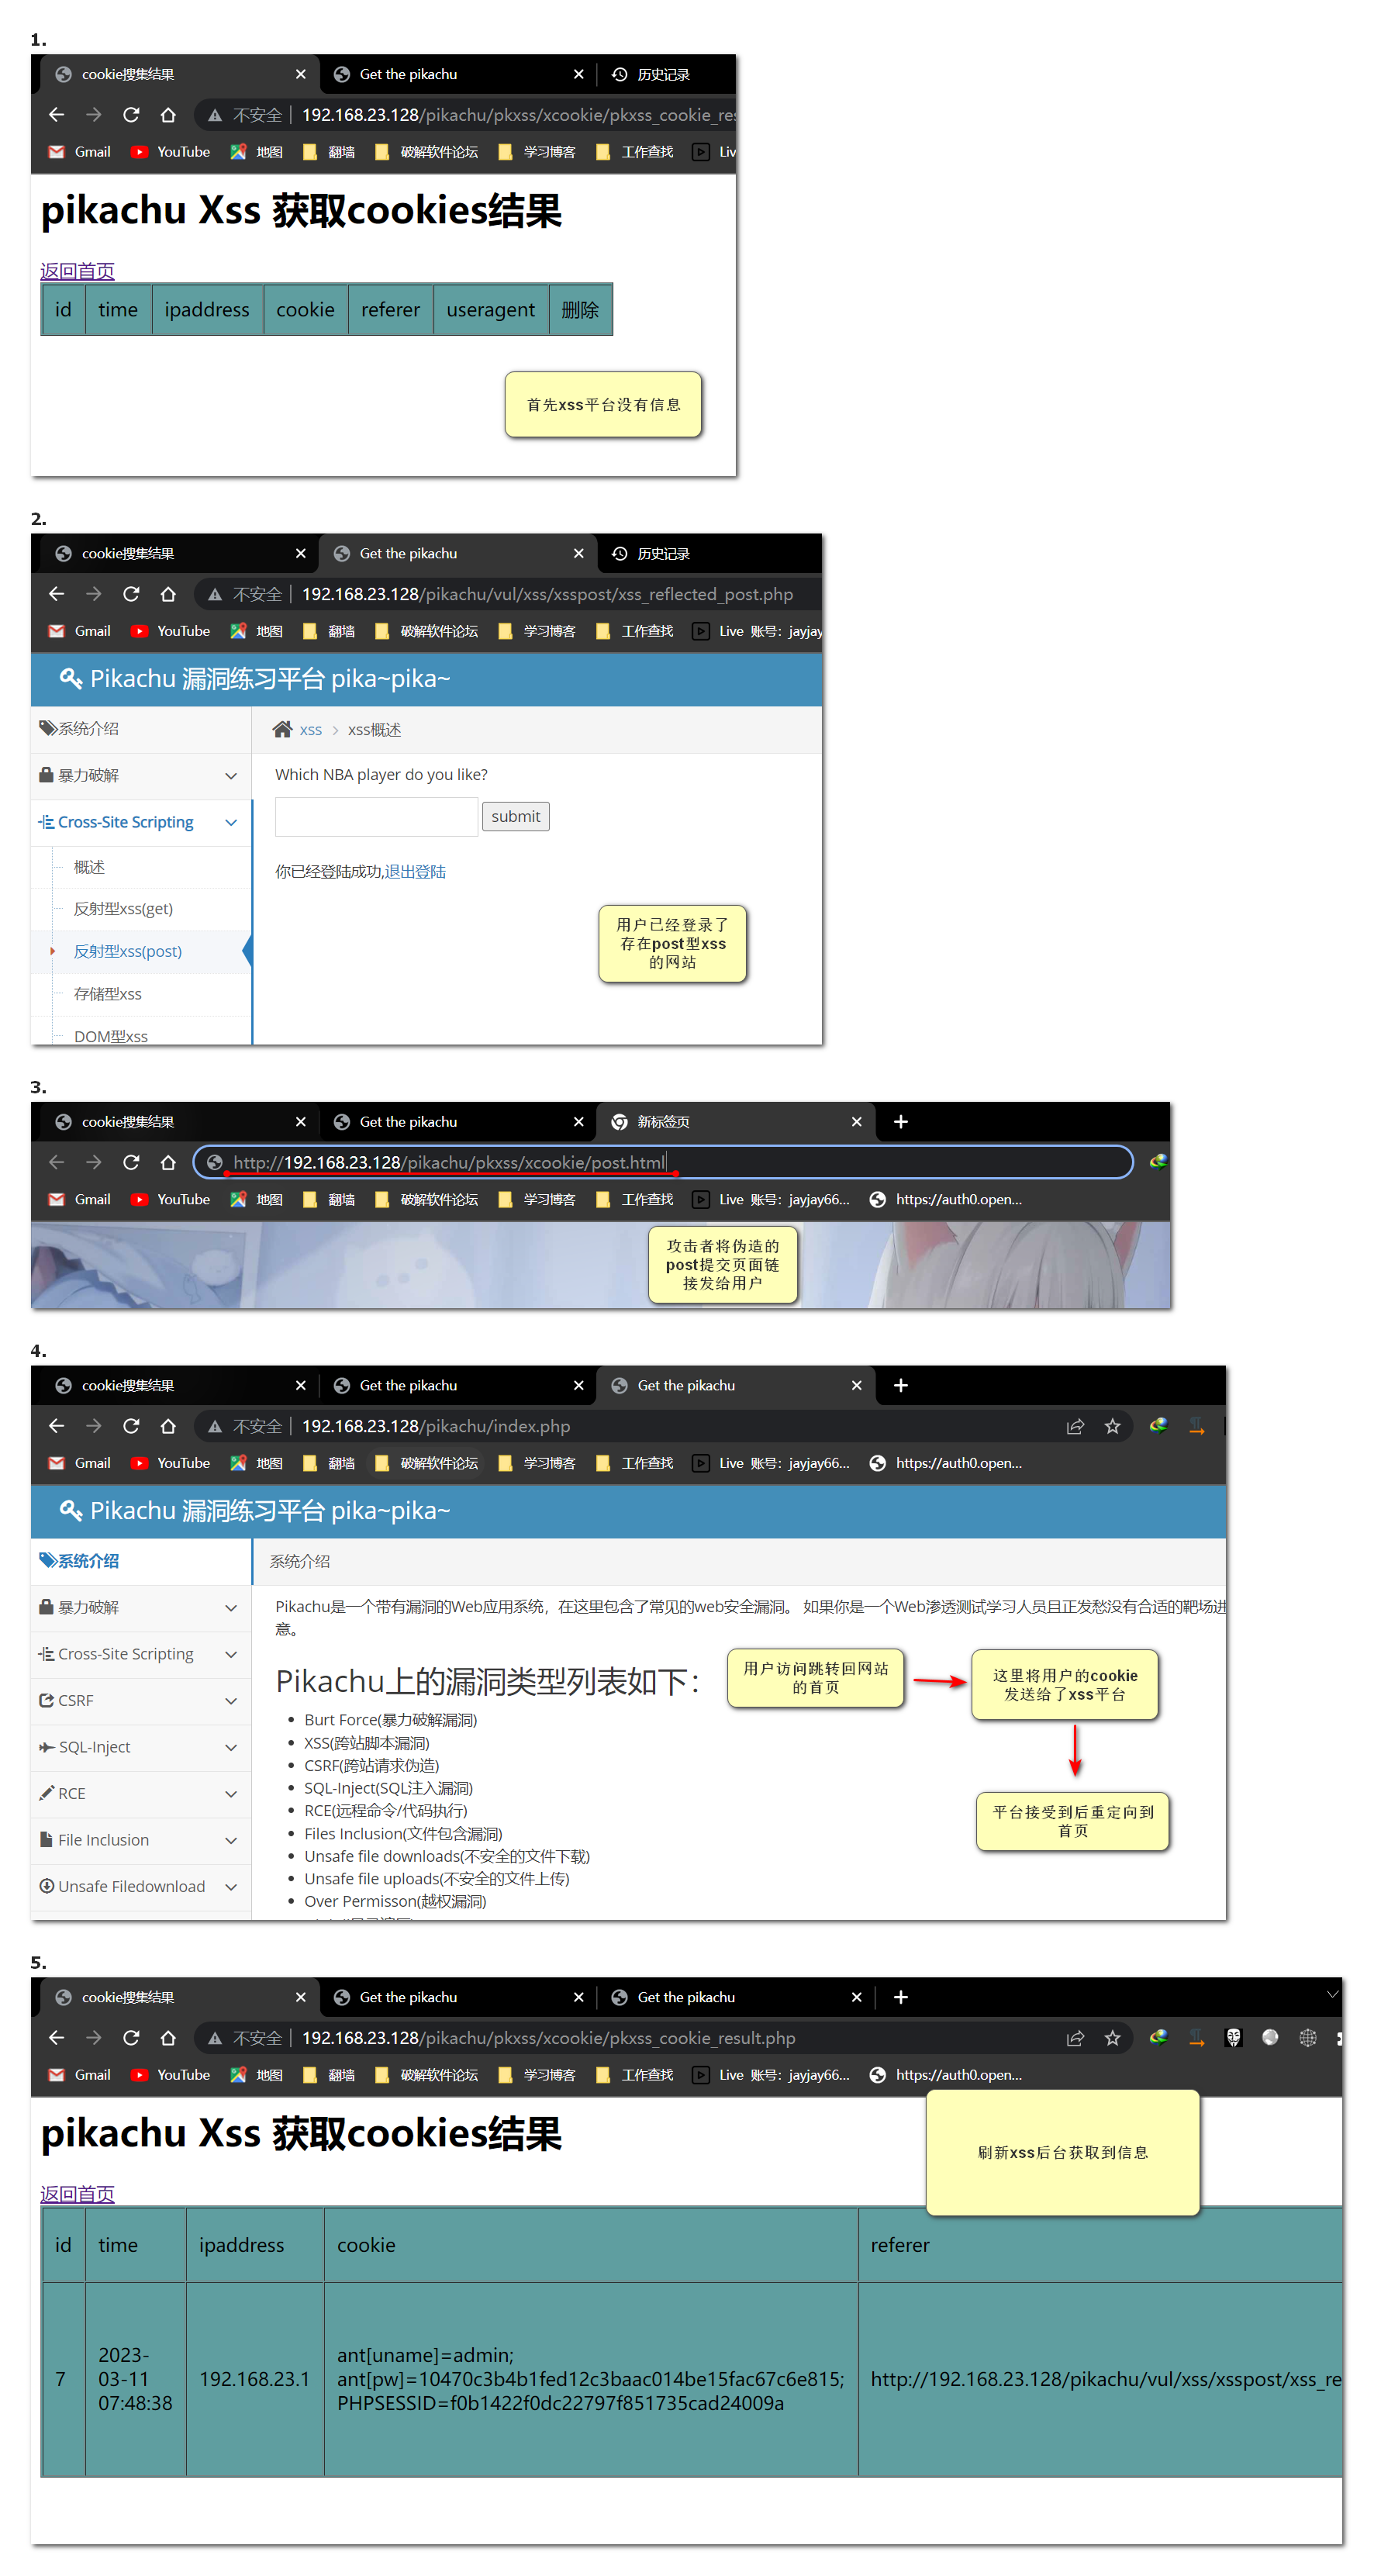 1.
cookie搜集结果
Get the pikachu
历史记录
不安全 | 192.168.23.128/pikachu/pkxss/xcookie/pkxss_cookie_res
Gmail YouTube 地图 翻墙 破解软件论坛 学习博客 工作查找 Liv
pikachu Xss 获取cookies结果
返回首页
id time ipaddress cookie referer useragent 删除
首先xss平台没有信息
2.
cookie搜集结果
Get the pikachu
历史记录
不安全 | 192.168.23.128/pikachu/vul/xss/xsspost/xss_reflected_post.php
Gmail YouTube 地图 翻墙 破解软件论坛 学习博客 工作查找 Live 账号：jayjay
Pikachu 漏洞练习平台 pika~pika~
系统介绍
xss > xss概述
暴力破解
Which NBA player do you like?
Cross-Site Scripting
submit
概述
你已经登陆成功,退出登陆
反射型xss(get)
反射型xss(post)
存储型xss
DOM型xss
用户已经登录了
存在post型xss
的网站
3.
cookie搜集结果
Get the pikachu
新标签页
http://192.168.23.128/pikachu/pkxss/xcookie/post.html
Gmail YouTube 地图 翻墙 破解软件论坛 学习博客 工作查找 Live 账号：jayjay66... https://auth0.open...
攻击者将伪造的
post提交页面链
接发给用户
4.
cookie搜集结果
Get the pikachu
Get the pikachu
不安全 | 192.168.23.128/pikachu/index.php
Gmail YouTube 地图 翻墙 破解软件论坛 学习博客 工作查找 Live 账号：jayjay66... https://auth0.open...
Pikachu 漏洞练习平台 pika~pika~
系统介绍
系统介绍
暴力破解
Cross-Site Scripting
CSRF
SQL-Inject
RCE
File Inclusion
Unsafe Filedownload
Pikachu是一个带有漏洞的Web应用系统，在这里包含了常见的web安全漏洞。 如果你是一个Web渗透测试学习人员且正发愁没有合适的靶场进
意。
Pikachu上的漏洞类型列表如下：
Burt Force(暴力破解漏洞)
XSS(跨站脚本漏洞)
CSRF(跨站请求伪造)
SQL-Inject(SQL注入漏洞)
RCE(远程命令/代码执行)
Files Inclusion(文件包含漏洞)
Unsafe file downloads(不安全的文件下载)
Unsafe file uploads(不安全的文件上传)
Over Permisson(越权漏洞)
用户访问跳转回网站
的首页
这里将用户的cookie
发送给了xss平台
平台接受到后重定向到
首页
5.
cookie搜集结果
Get the pikachu
Get the pikachu
不安全 | 192.168.23.128/pikachu/pkxss/xcookie/pkxss_cookie_result.php
Gmail YouTube 地图 翻墙 破解软件论坛 学习博客 工作查找 Live 账号：jayjay66... https://auth0.open...
pikachu Xss 获取cookies结果
刷新xss后台获取到信息
返回首页
id time ipaddress cookie referer
7
2023-
03-11
07:48:38
192.168.23.1
ant[uname]=admin;
ant[pw]=10470c3b4b1fed12c3baac014be15fac67c6e815;
PHPSESSID=f0b1422f0dc22797f851735cad24009a
http://192.168.23.128/pikachu/vul/xss/xsspost/xss_re